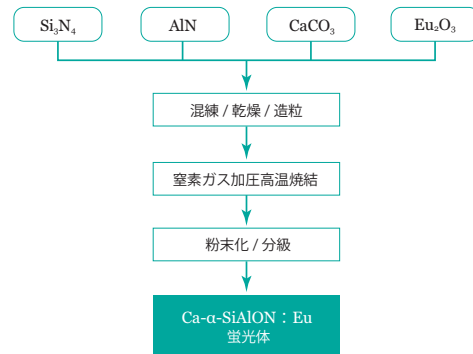 Si₃N₄ AlN CaCO₃ Eu₂O₃
混練 / 乾燥 / 造粒
窒素ガス加圧高温焼結
粉末化 / 分級
Ca-α-SiAlON：Eu
蛍光体